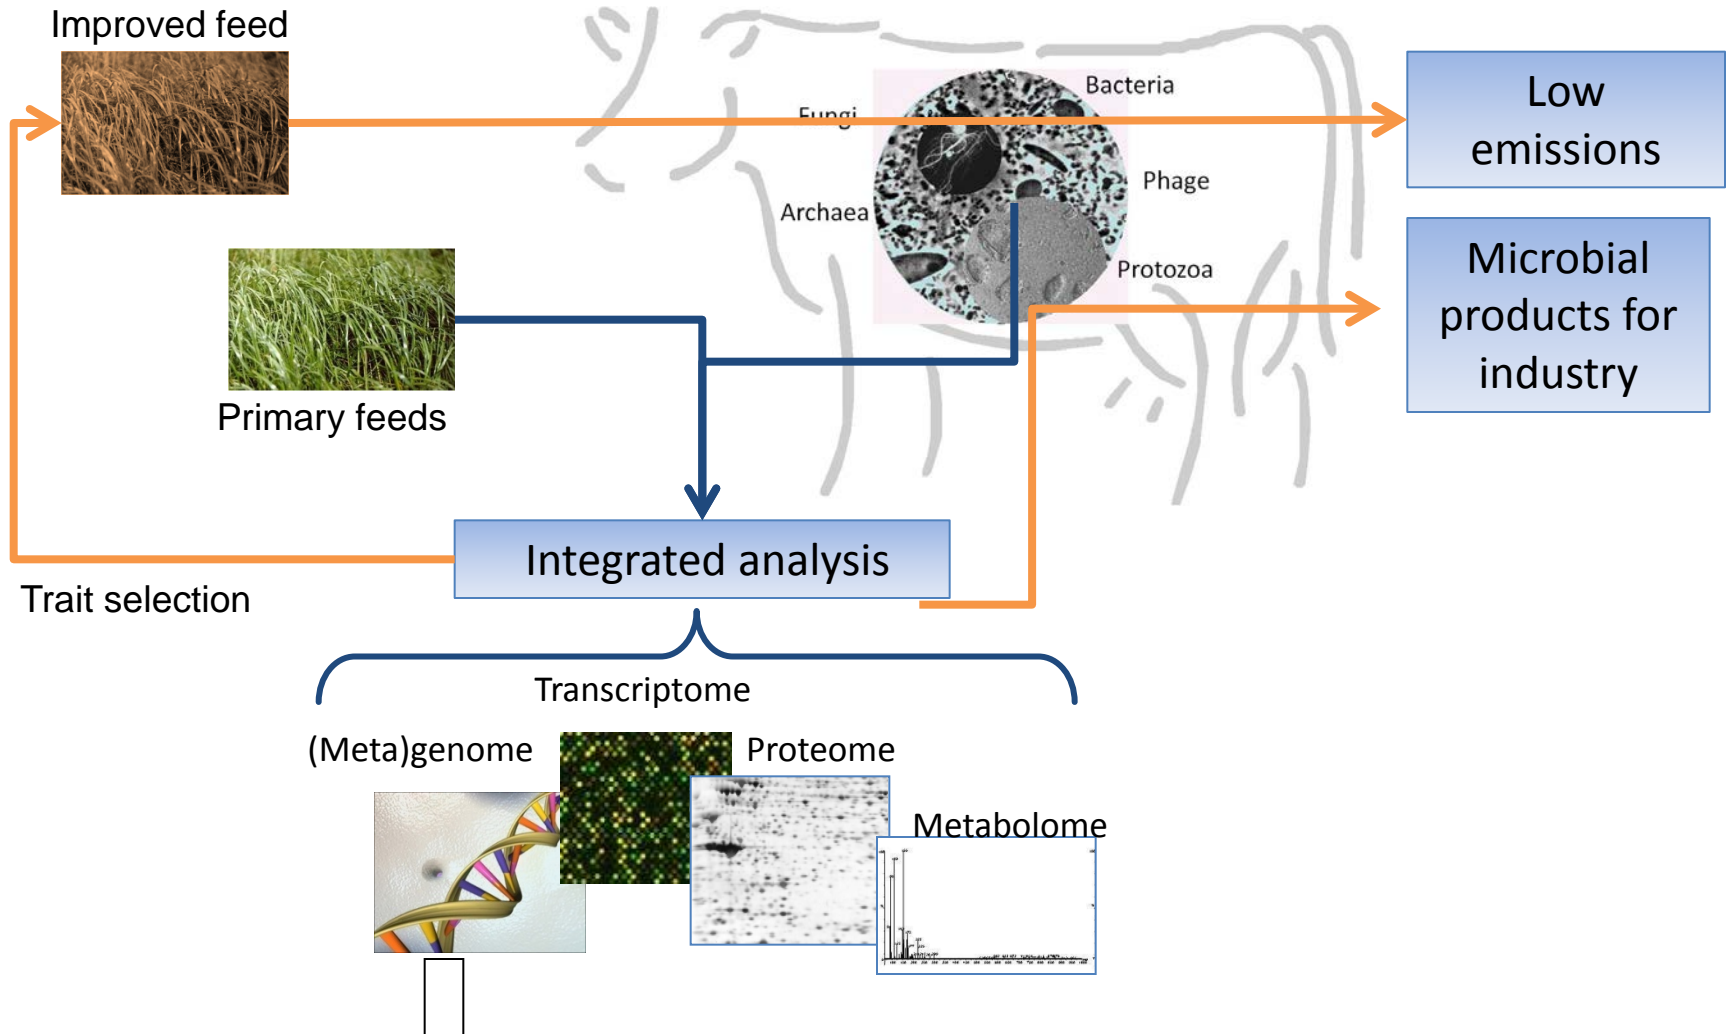 Improved feed
Bacteria
Fungi
Phage
Archaea
Protozoa
Low
emissions
Microbial
products for
industry
Primary feeds
Integrated analysis
Trait selection
Transcriptome
(Meta)genome
Proteome
Metabolome